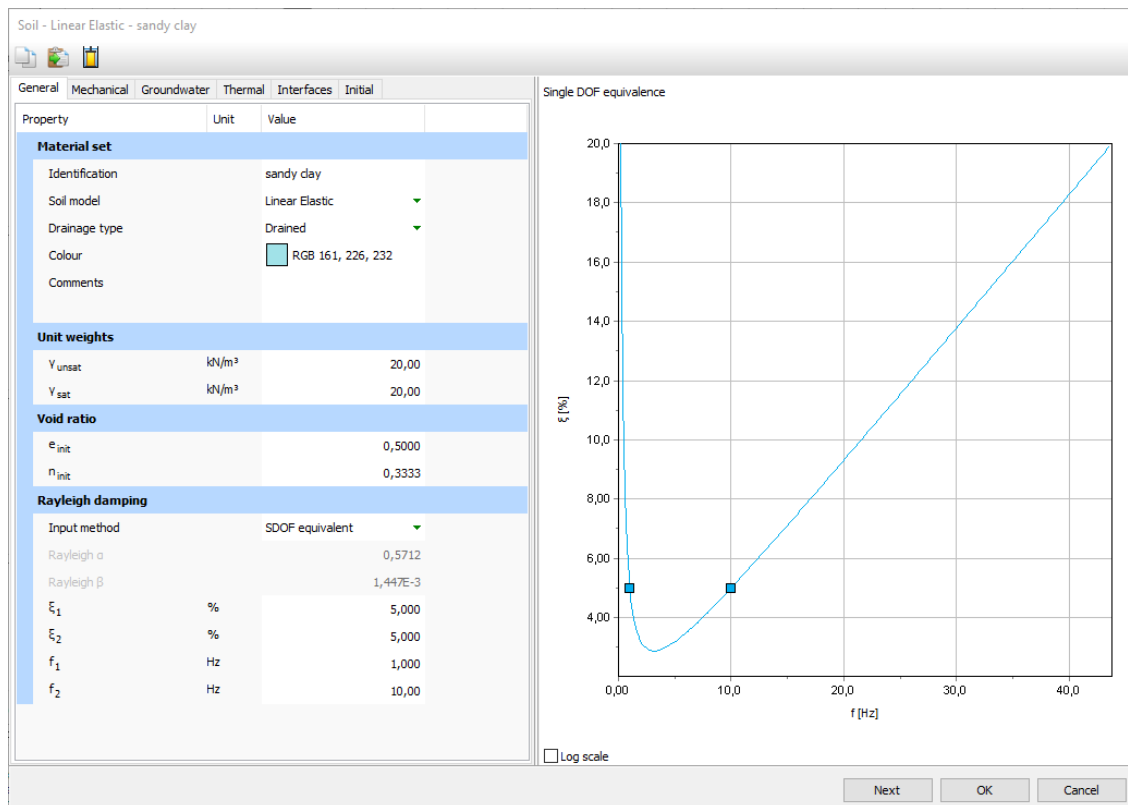 Soil - Linear Elastic - sandy clay
General Mechanical Groundwater Thermal Interfaces Initial
Property Unit Value
Material set
Identification sandy clay
Soil model Linear Elastic
Drainage type Drained
Colour RGB 161, 226, 232
Comments
Unit weights
γ unsat kN/m³ 20,00
γ sat kN/m³ 20,00
Void ratio
e init 0,5000
n init 0,3333
Rayleigh damping
Input method SDOF equivalent
Rayleigh α 0,5712
Rayleigh β 1,447E-3
ξ1 % 5,000
ξ2 % 5,000
f1 Hz 1,000
f2 Hz 10,00
Single DOF equivalence
20,0
18,0
16,0
14,0
12,0
10,0
8,00
6,00
4,00
ξ [%]
0,00 10,0 20,0 30,0 40,0
f [Hz]
Log scale
Next OK Cancel